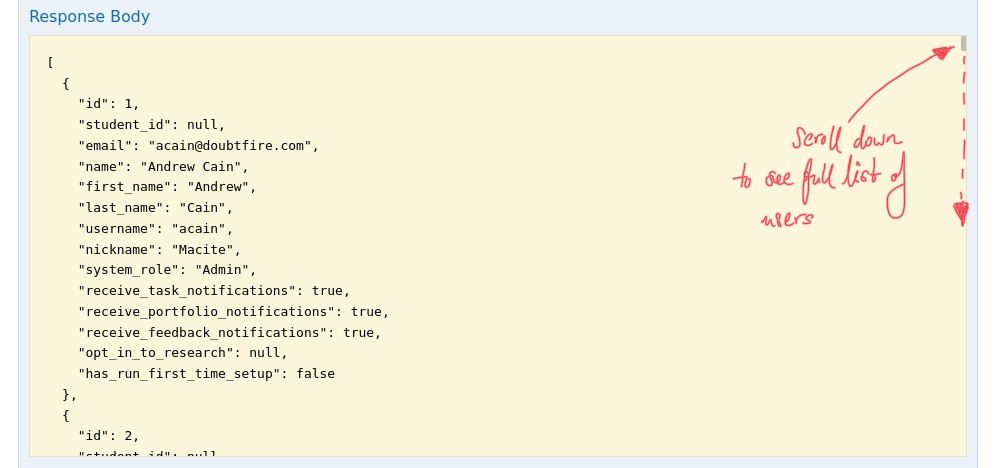 Response Body
[
{
"id": 1,
"student_id": null,
"email": "acain@doubtfire.com",
"name": "Andrew Cain",
"first_name": "Andrew",
"last_name": "Cain",
"username": "acain",
"nickname": "Macite",
"system_role": "Admin",
"receive_task_notifications": true,
"receive_portfolio_notifications": true,
"receive_feedback_notifications": true,
"opt_in_to_research": null,
"has_run_first_time_setup": false
},
{
"id": 2,
"student_id": null
Scroll down
to see full list of
users